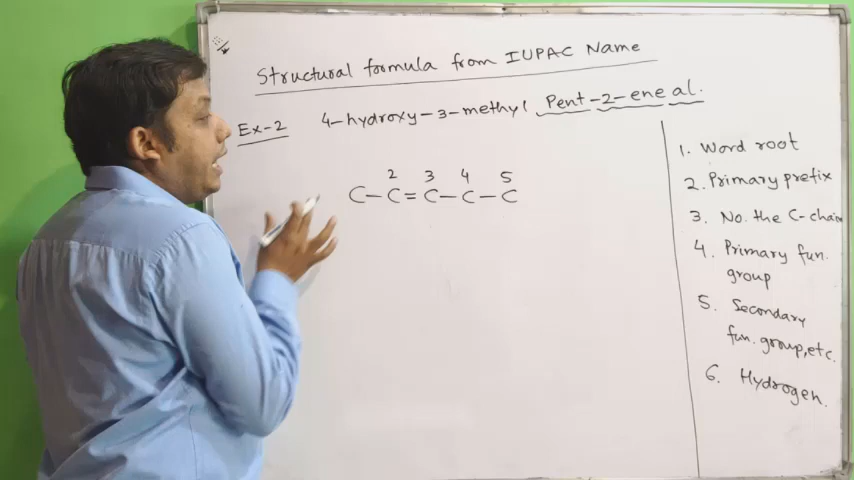 Structural formula from IUPAC Name
Ex-2 4-hydroxy-3-methyl Pent-2-ene al.
2 3 4 5
C-C=C-C-C
1. Word root
2. Primary prefix
3. No. the C-chain
4. Primary fun.
group
5. Secondary
fun. group, etc.
6. Hydrogen.